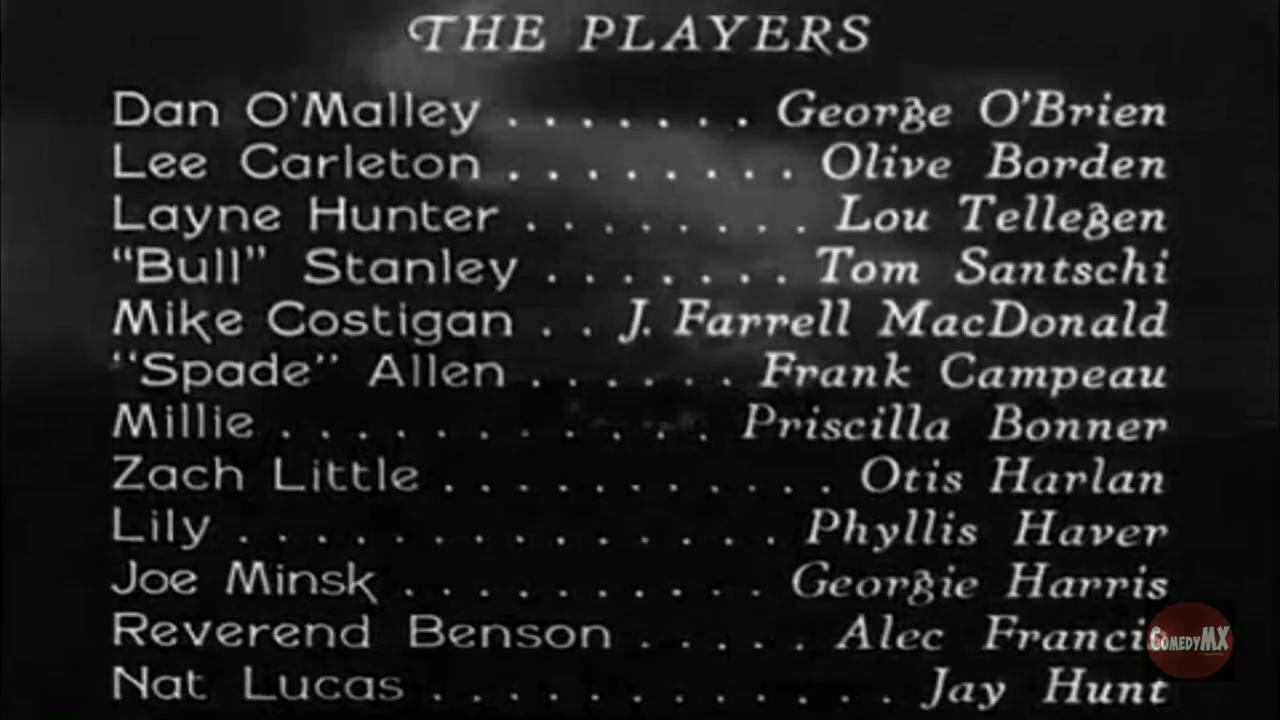 THE PLAYERS
Dan O'Malley . . . . . . . George O'Brien
Lee Carleton . . . . . . . . Olive Borden
Layne Hunter . . . . . . . . Lou Tellegen
"Bull" Stanley . . . . . . . Tom Santschi
Mike Costigan . . J. Farrell MacDonald
"Spade" Allen . . . . . . Frank Campeau
Millie . . . . . . . . . . . . Priscilla Bonner
Zach Little . . . . . . . . . . . Otis Harlan
Lily . . . . . . . . . . . . . . Phyllis Haver
Joe Minsk . . . . . . . . . . Georgie Harris
Reverend Benson . . . . . Alec Francis
COMEDYMX
Nat Lucas . . . . . . . . . . . . . Jay Hunt